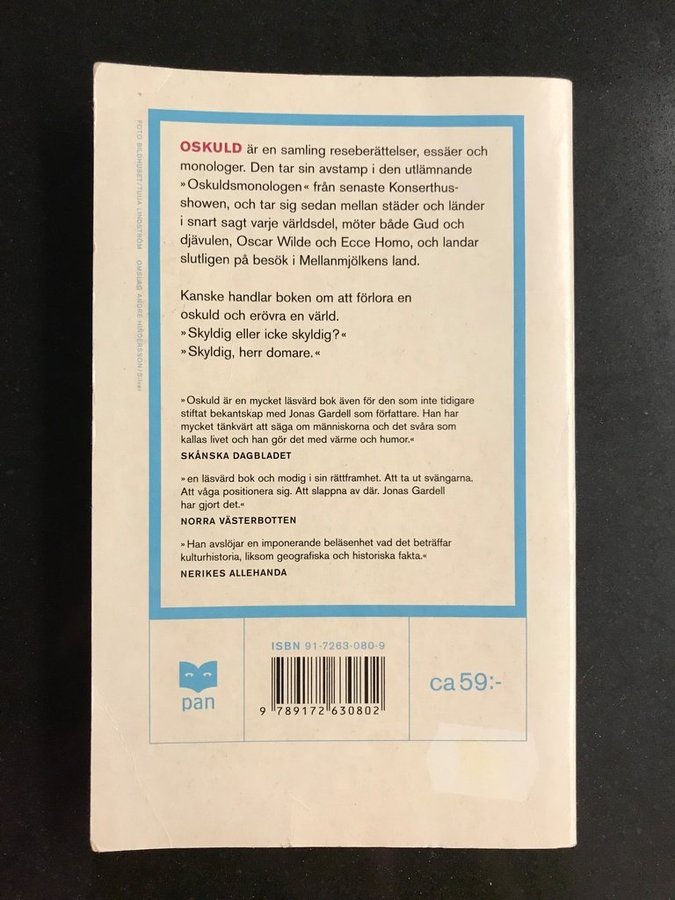 OSKULD är en samling reseberättelser, essäer och
monologer. Den tar sin avstamp i den utlämnande
»Oskuldsmonologen« från senaste Konserthus-
showen, och tar sig sedan mellan städer och länder
i snart sagt varje världsdel, möter både Gud och
djävulen, Oscar Wilde och Ecce Homo, och landar
slutligen på besök i Mellanmjölkens land.
Kanske handlar boken om att förlora en
oskuld och erövra en värld.
»Skyldig eller icke skyldig?«
»Skyldig, herr domare.«
»Oskuld är en mycket läsvärd bok även för den som inte tidigare
stiftat bekantskap med Jonas Gardell som författare. Han har
mycket tänkvärt att säga om människorna och det svåra som
kallas livet och han gör det med värme och humor.«
SKÅNSKA DAGBLADET
»en läsvärd bok och modig i sin rättframhet. Att ta ut svängarna.
Att våga positionera sig. Att slappna av där. Jonas Gardell
har gjort det.«
NORRA VÄSTERBOTTEN
»Han avslöjar en imponerande beläsenhet vad det beträffar
kulturhistoria, liksom geografiska och historiska fakta.«
NERIKES ALLEHANDA
FOTO BILDHUSET/TUIJA LINDSTRÖM OMSLAG ANDRÉ HINDERSSON/Silver
pan
ISBN 91-7263-080-9
9 789172 630802
ca 59:-